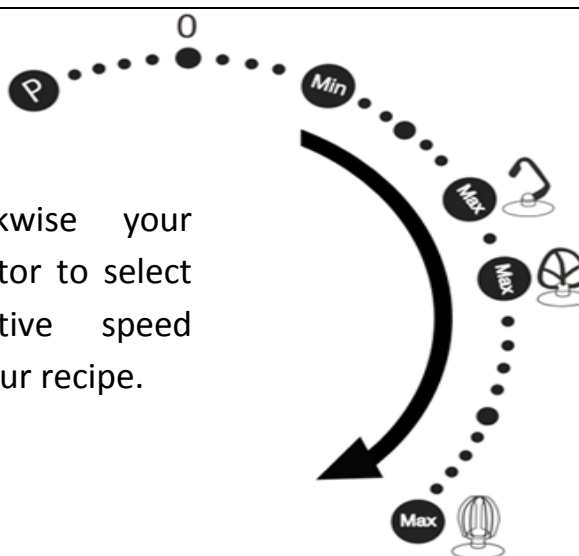 0
P
Min
Max
kwise your
Max
tor to select
tive speed
ur recipe.
Max